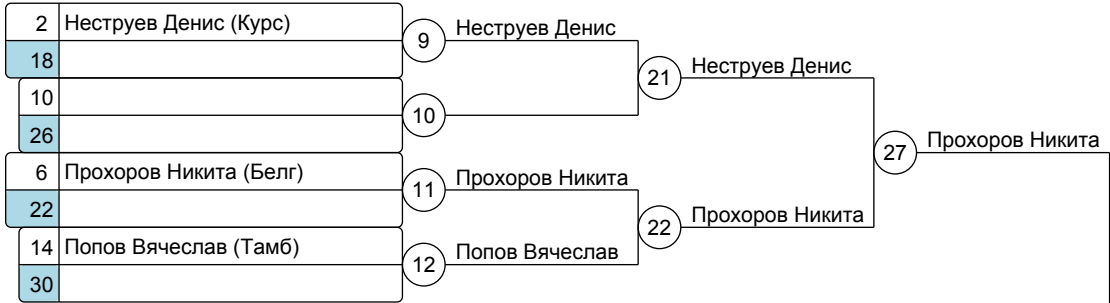 2 Неструев Денис (Курс)
18
9 Неструев Денис
10
26
10
21 Неструев Денис
6 Прохоров Никита (Белг)
22
11 Прохоров Никита
14 Попов Вячеслав (Тамб)
30
12 Попов Вячеслав
22 Прохоров Никита
27 Прохоров Никита